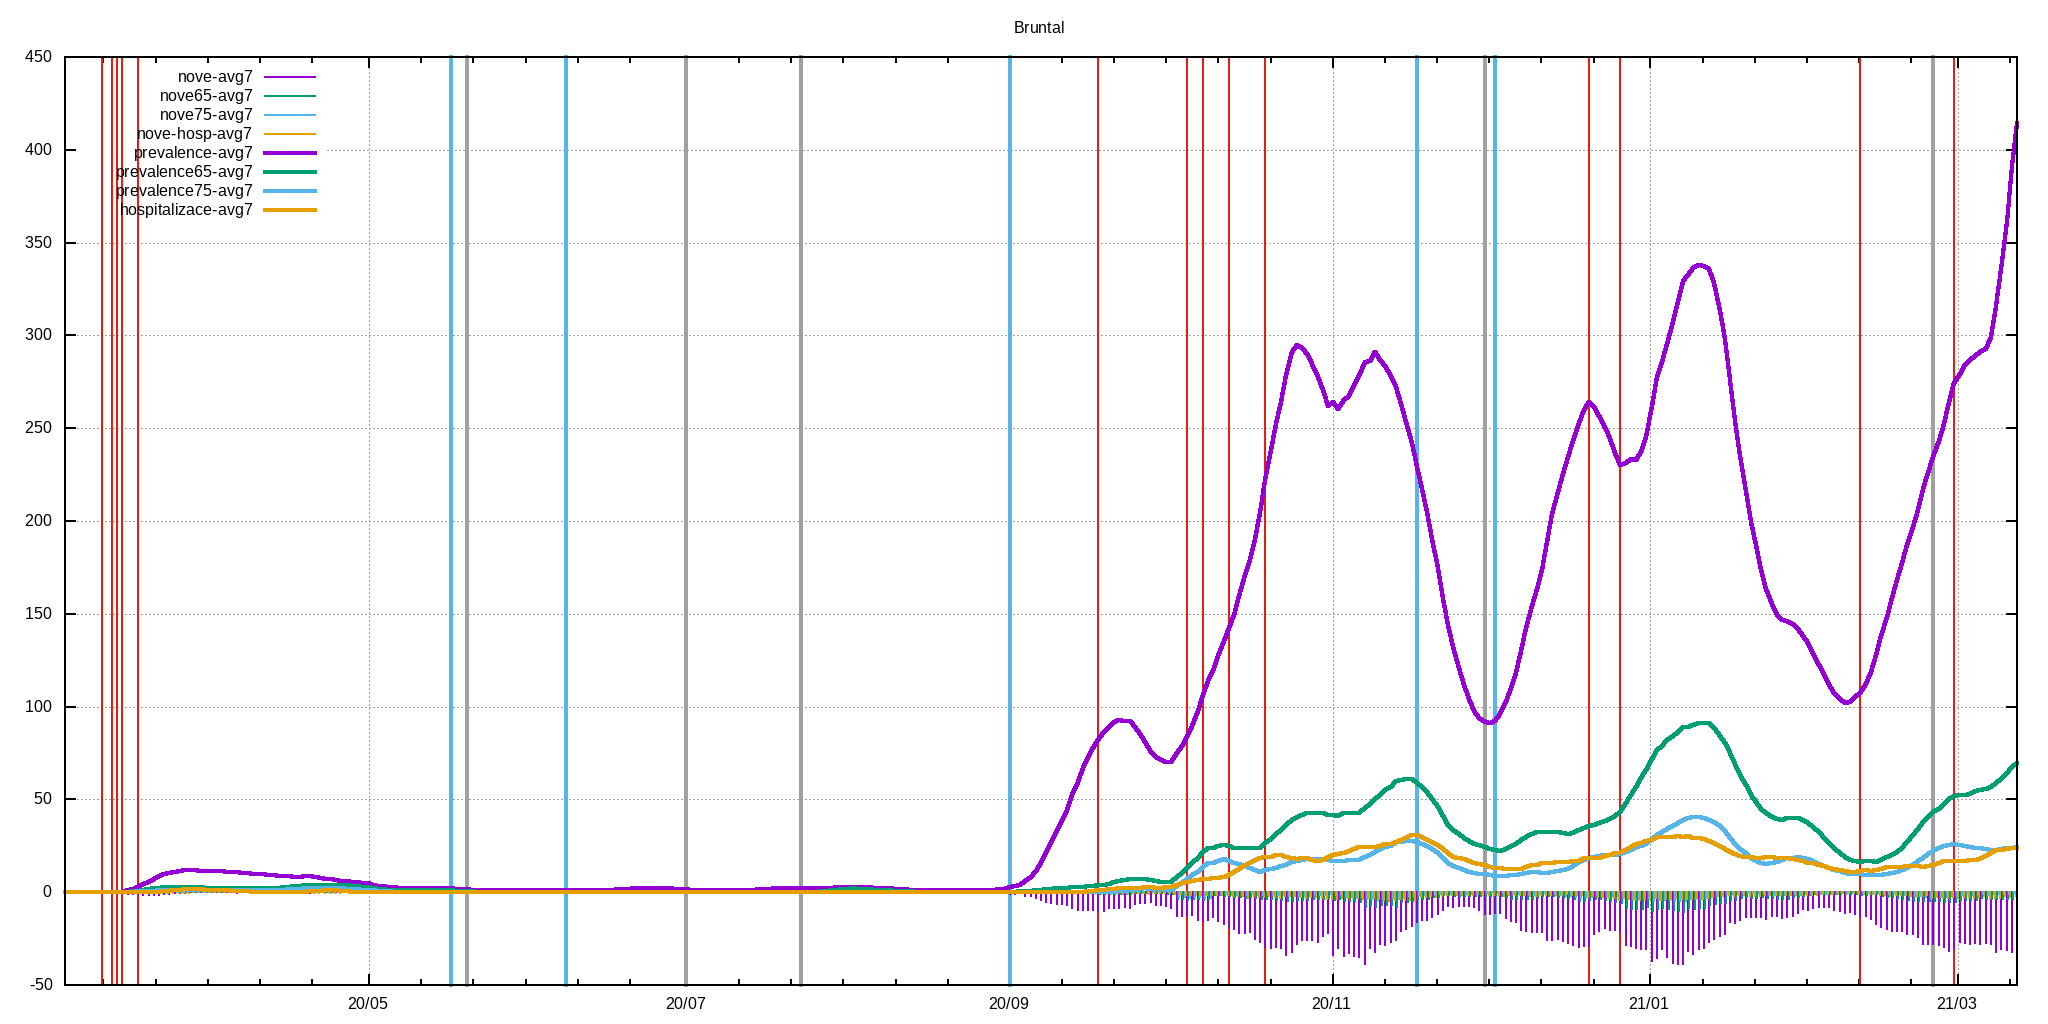 Bruntal
450
400
350
300
250
200
150
100
50
0
-50
nove-avg7
nove65-avg7
nove75-avg7
nove-hosp-avg7
prevalence-avg7
prevalence65-avg7
prevalence75-avg7
hospitalizace-avg7
20/05 20/07 20/09 20/11 21/01 21/03